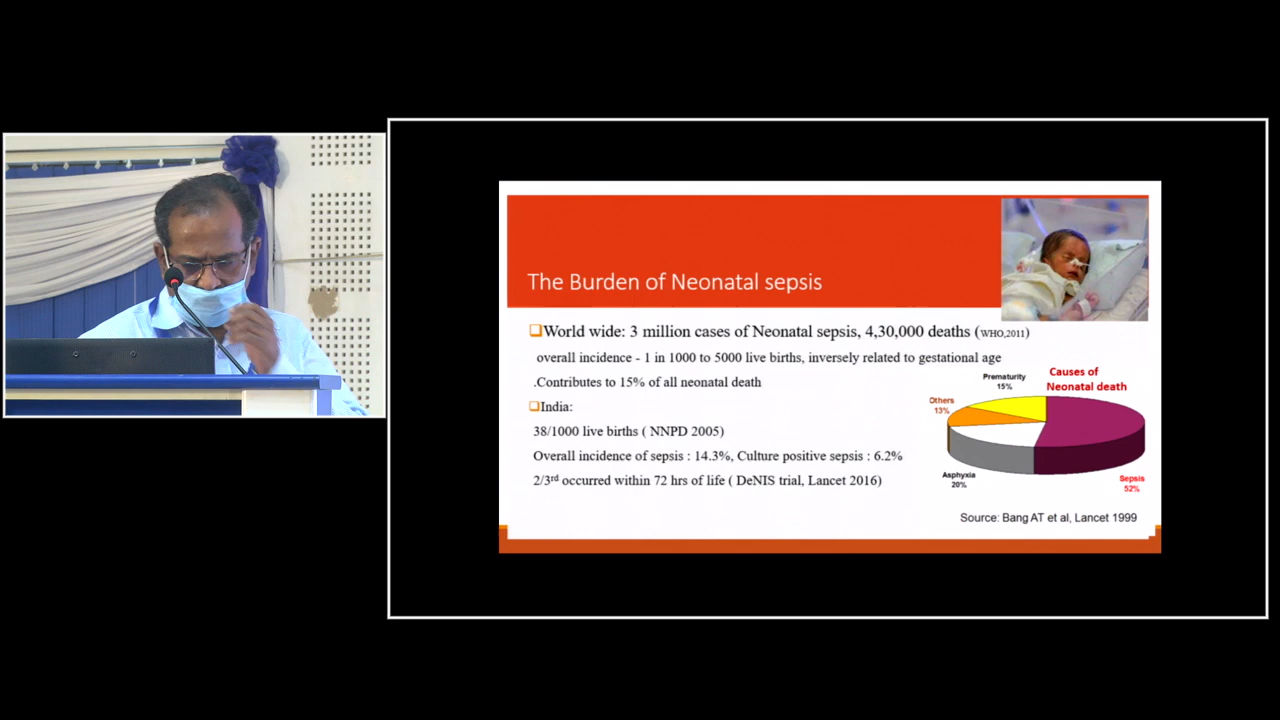 The Burden of Neonatal sepsis
World wide: 3 million cases of Neonatal sepsis, 4,30,000 deaths (WHO,2011)
overall incidence - 1 in 1000 to 5000 live births, inversely related to gestational age
.Contributes to 15% of all neonatal death
India:
38/1000 live births ( NNPD 2005)
Overall incidence of sepsis : 14.3%, Culture positive sepsis : 6.2%
2/3rd occurred within 72 hrs of life ( DeNIS trial, Lancet 2016)
Causes of
Neonatal death
Prematurity
15%
Others
13%
Asphyxia
20%
Sepsis
52%
Source: Bang AT et al, Lancet 1999